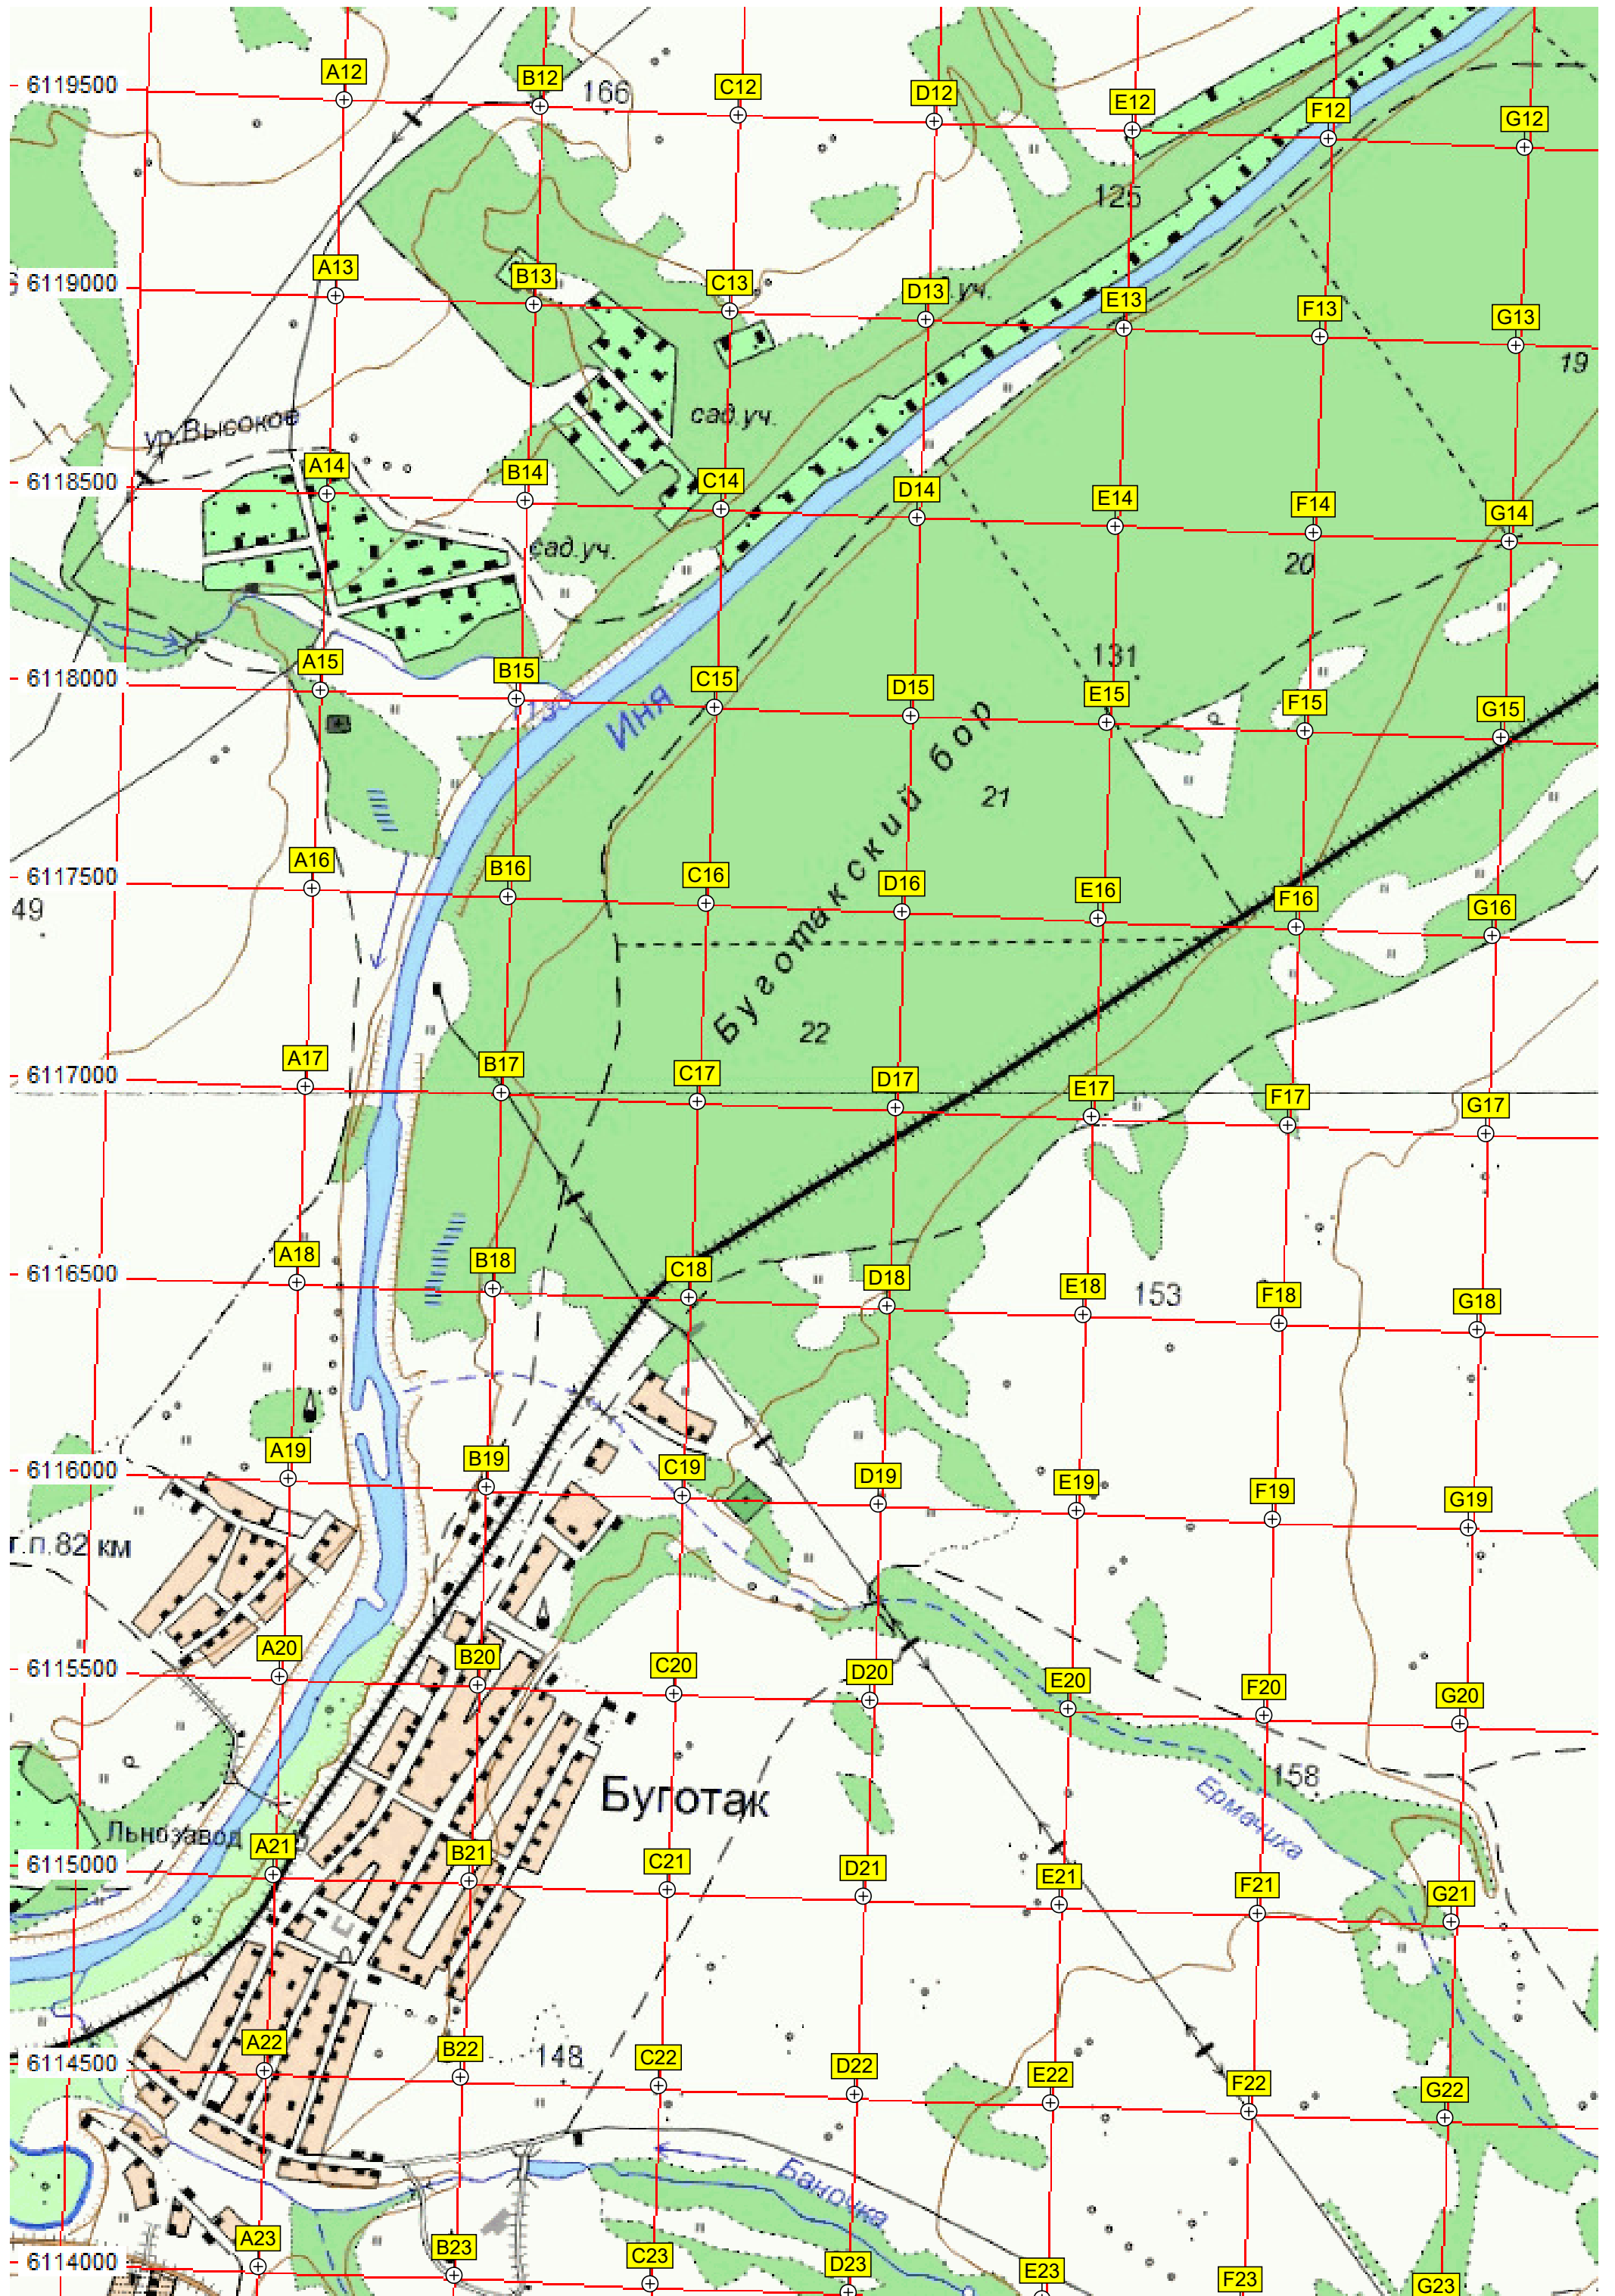 A12 B12 166 C12 D12 E12 F12 G12
6119500
125
A13 B13 C13 D13 уч. E13 F13 G13
6119000
19
ур.Высокое
сад.уч.
A14 B14 C14 D14 E14 F14 G14
6118500
сад.уч.
20
131
A15 B15 C15 D15 E15 F15 G15
6118000
Иня
Буготакский бор
21
A16 B16 C16 D16 E16 F16 G16
6117500
49
22
A17 B17 C17 D17 E17 F17 G17
6117000
A18 B18 C18 D18 E18 153 F18 G18
6116500
A19 B19 C19 D19 E19 F19 G19
6116000
г.п.82 км
A20 B20 C20 D20 E20 F20 G20
6115500
158
Буготак
Ермачиха
Льнозавод
A21 B21 C21 D21 E21 F21 G21
6115000
A22 B22 148 C22 D22 E22 F22 G22
6114500
Баночка
A23 B23 C23 D23 E23 F23 G23
6114000